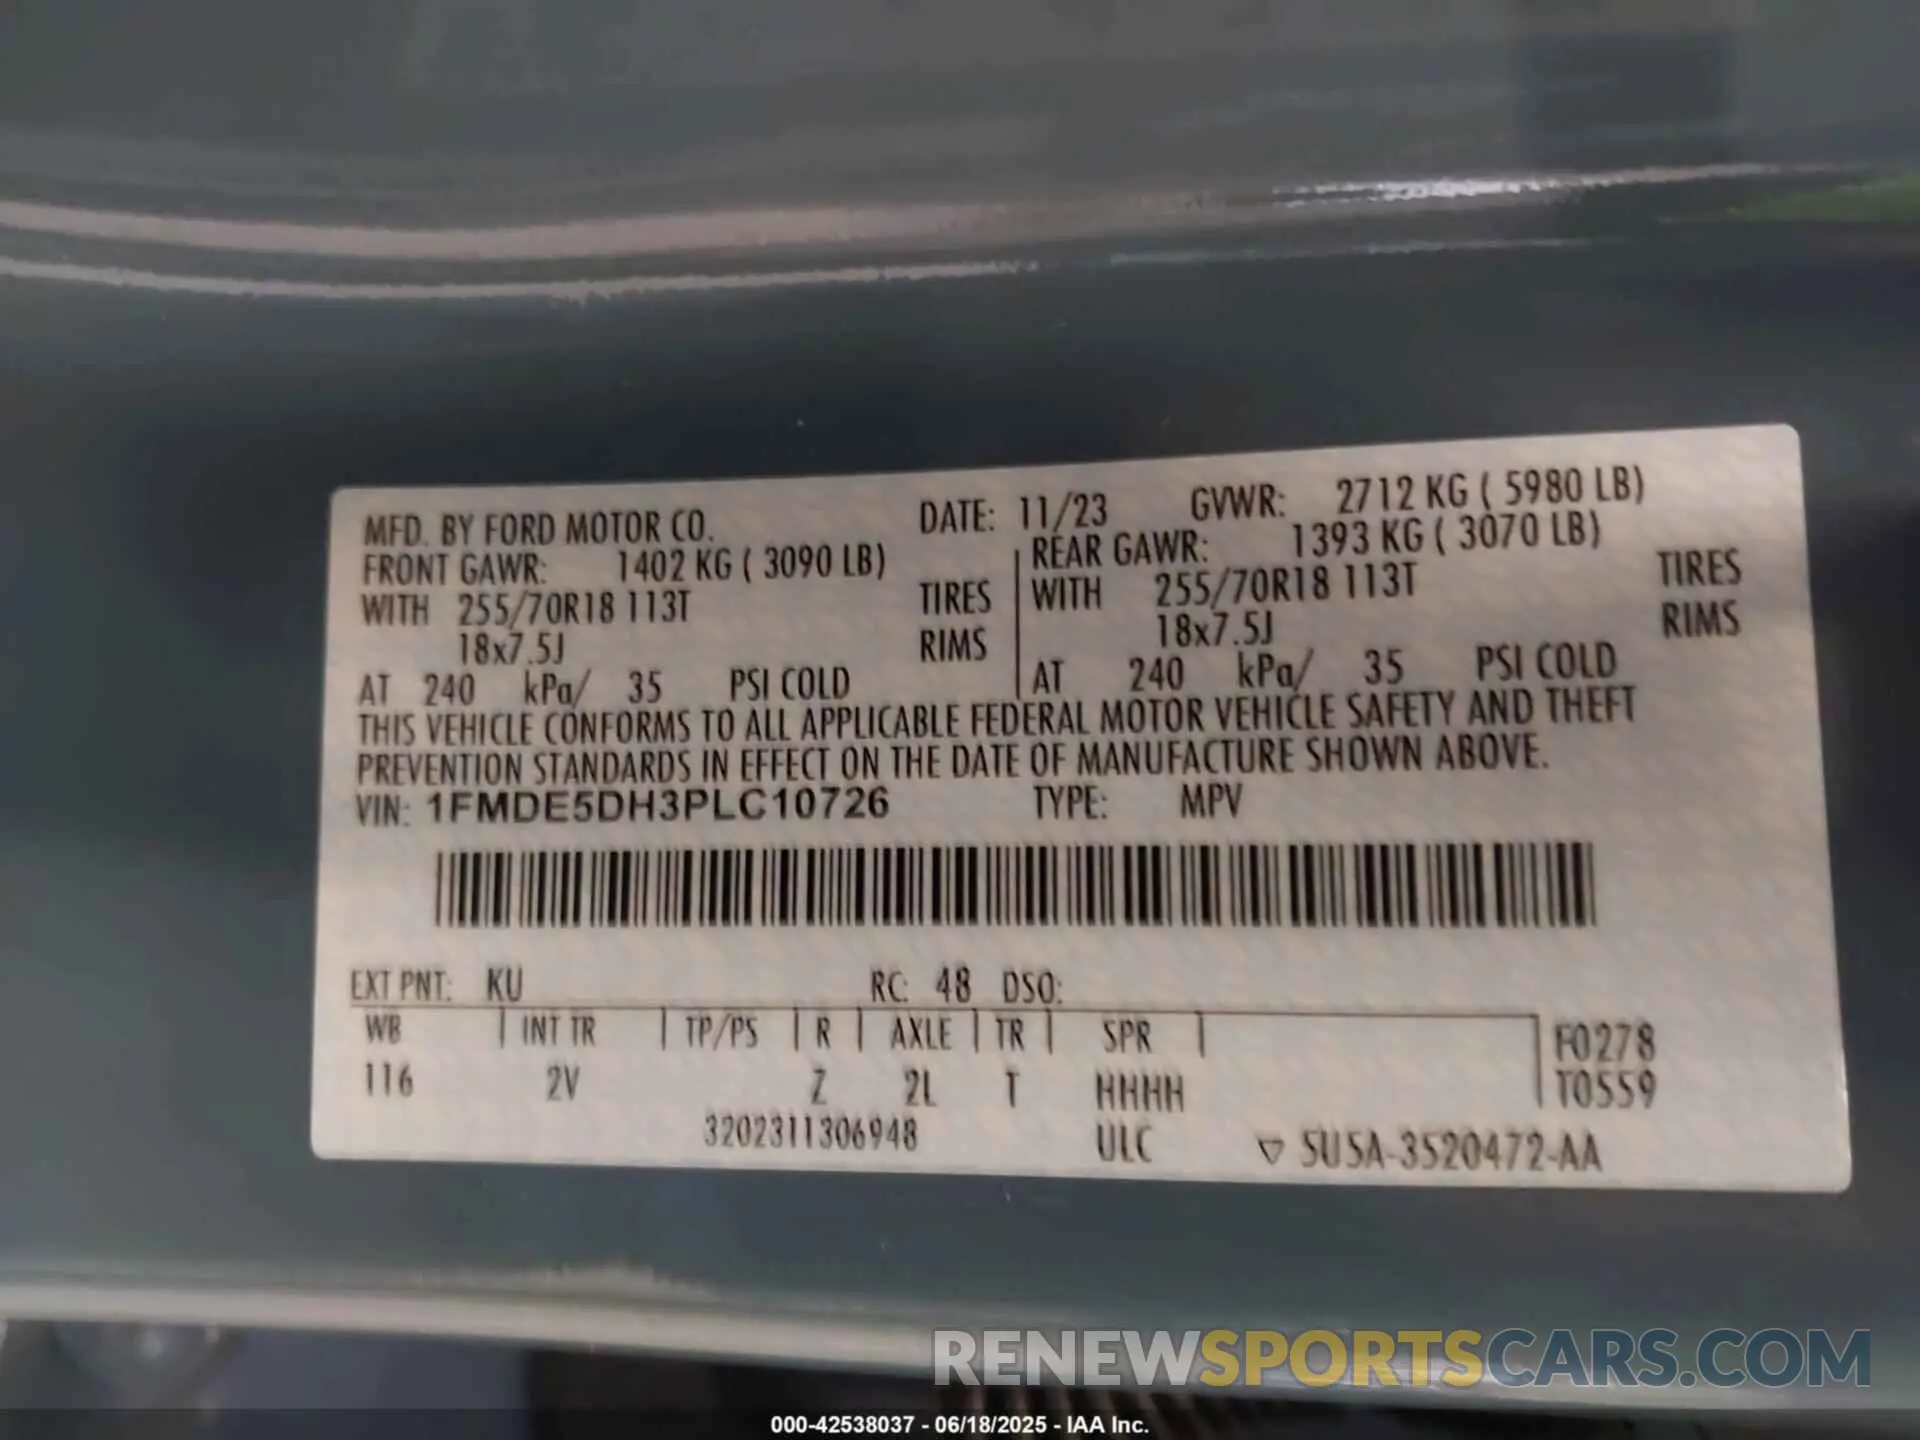 MFD. BY FORD MOTOR CO. DATE: 11/23 GVWR: 2712 KG ( 5980 LB)
FRONT GAWR: 1402 KG ( 3090 LB) REAR GAWR: 1393 KG ( 3070 LB)
WITH 255/70R18 113T TIRES WITH 255/70R18 113T TIRES
18x7.5J RIMS 18x7.5J RIMS
AT 240 kPa/ 35 PSI COLD AT 240 kPa/ 35 PSI COLD
THIS VEHICLE CONFORMS TO ALL APPLICABLE FEDERAL MOTOR VEHICLE SAFETY AND THEFT
PREVENTION STANDARDS IN EFFECT ON THE DATE OF MANUFACTURE SHOWN ABOVE.
VIN: 1FMDE5DH3PLC10726 TYPE: MPV
EXT PNT: KU RC: 48 DSO:
WB INT TR TP/PS R AXLE TR SPR F0278
116 2V Z 2L T HHHH T0559
3202311306948 ULC ▽ 5U5A-3520472-AA
RENEWSPORTSCARS.COM
000-42538037 - 06/18/2025 - IAA Inc.